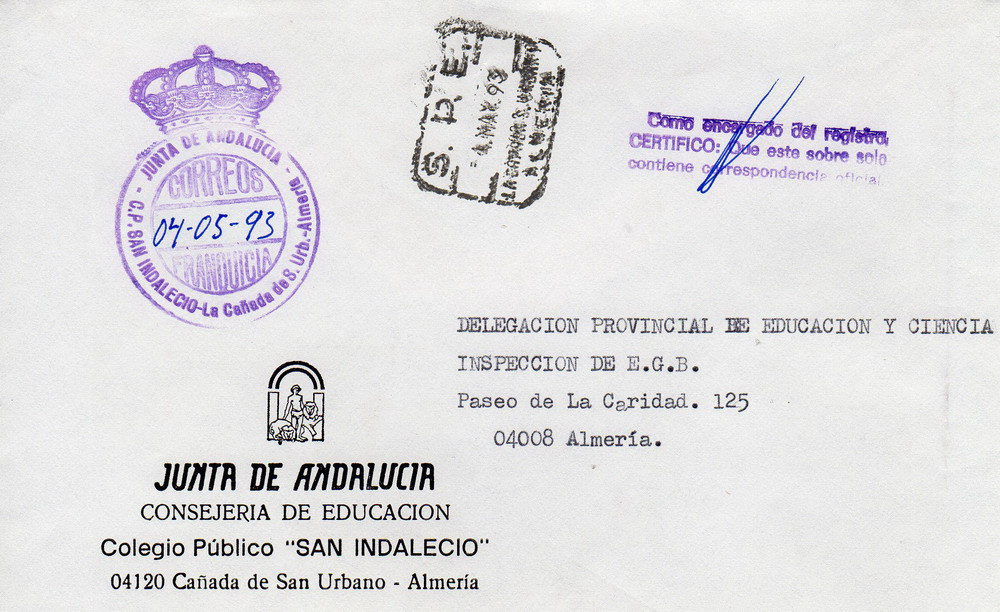 JUNTA DE ANDALUCIA
CORREOS
04-05-93
FRANQUICIA
C.P. SAN INDALECIO-La Cañada de S. Urb.-Almería
S. P. E.
4 MAY. 93
ALMERIA
Como encargado del registro,
CERTIFICO: Que este sobre solo
contiene correspondencia oficial
DELEGACION PROVINCIAL DE EDUCACION Y CIENCIA
INSPECCION DE E.G.B.
Paseo de La Caridad. 125
04008 Almería.
JUNTA DE ANDALUCIA
CONSEJERIA DE EDUCACION
Colegio Público "SAN INDALECIO"
04120 Cañada de San Urbano - Almería